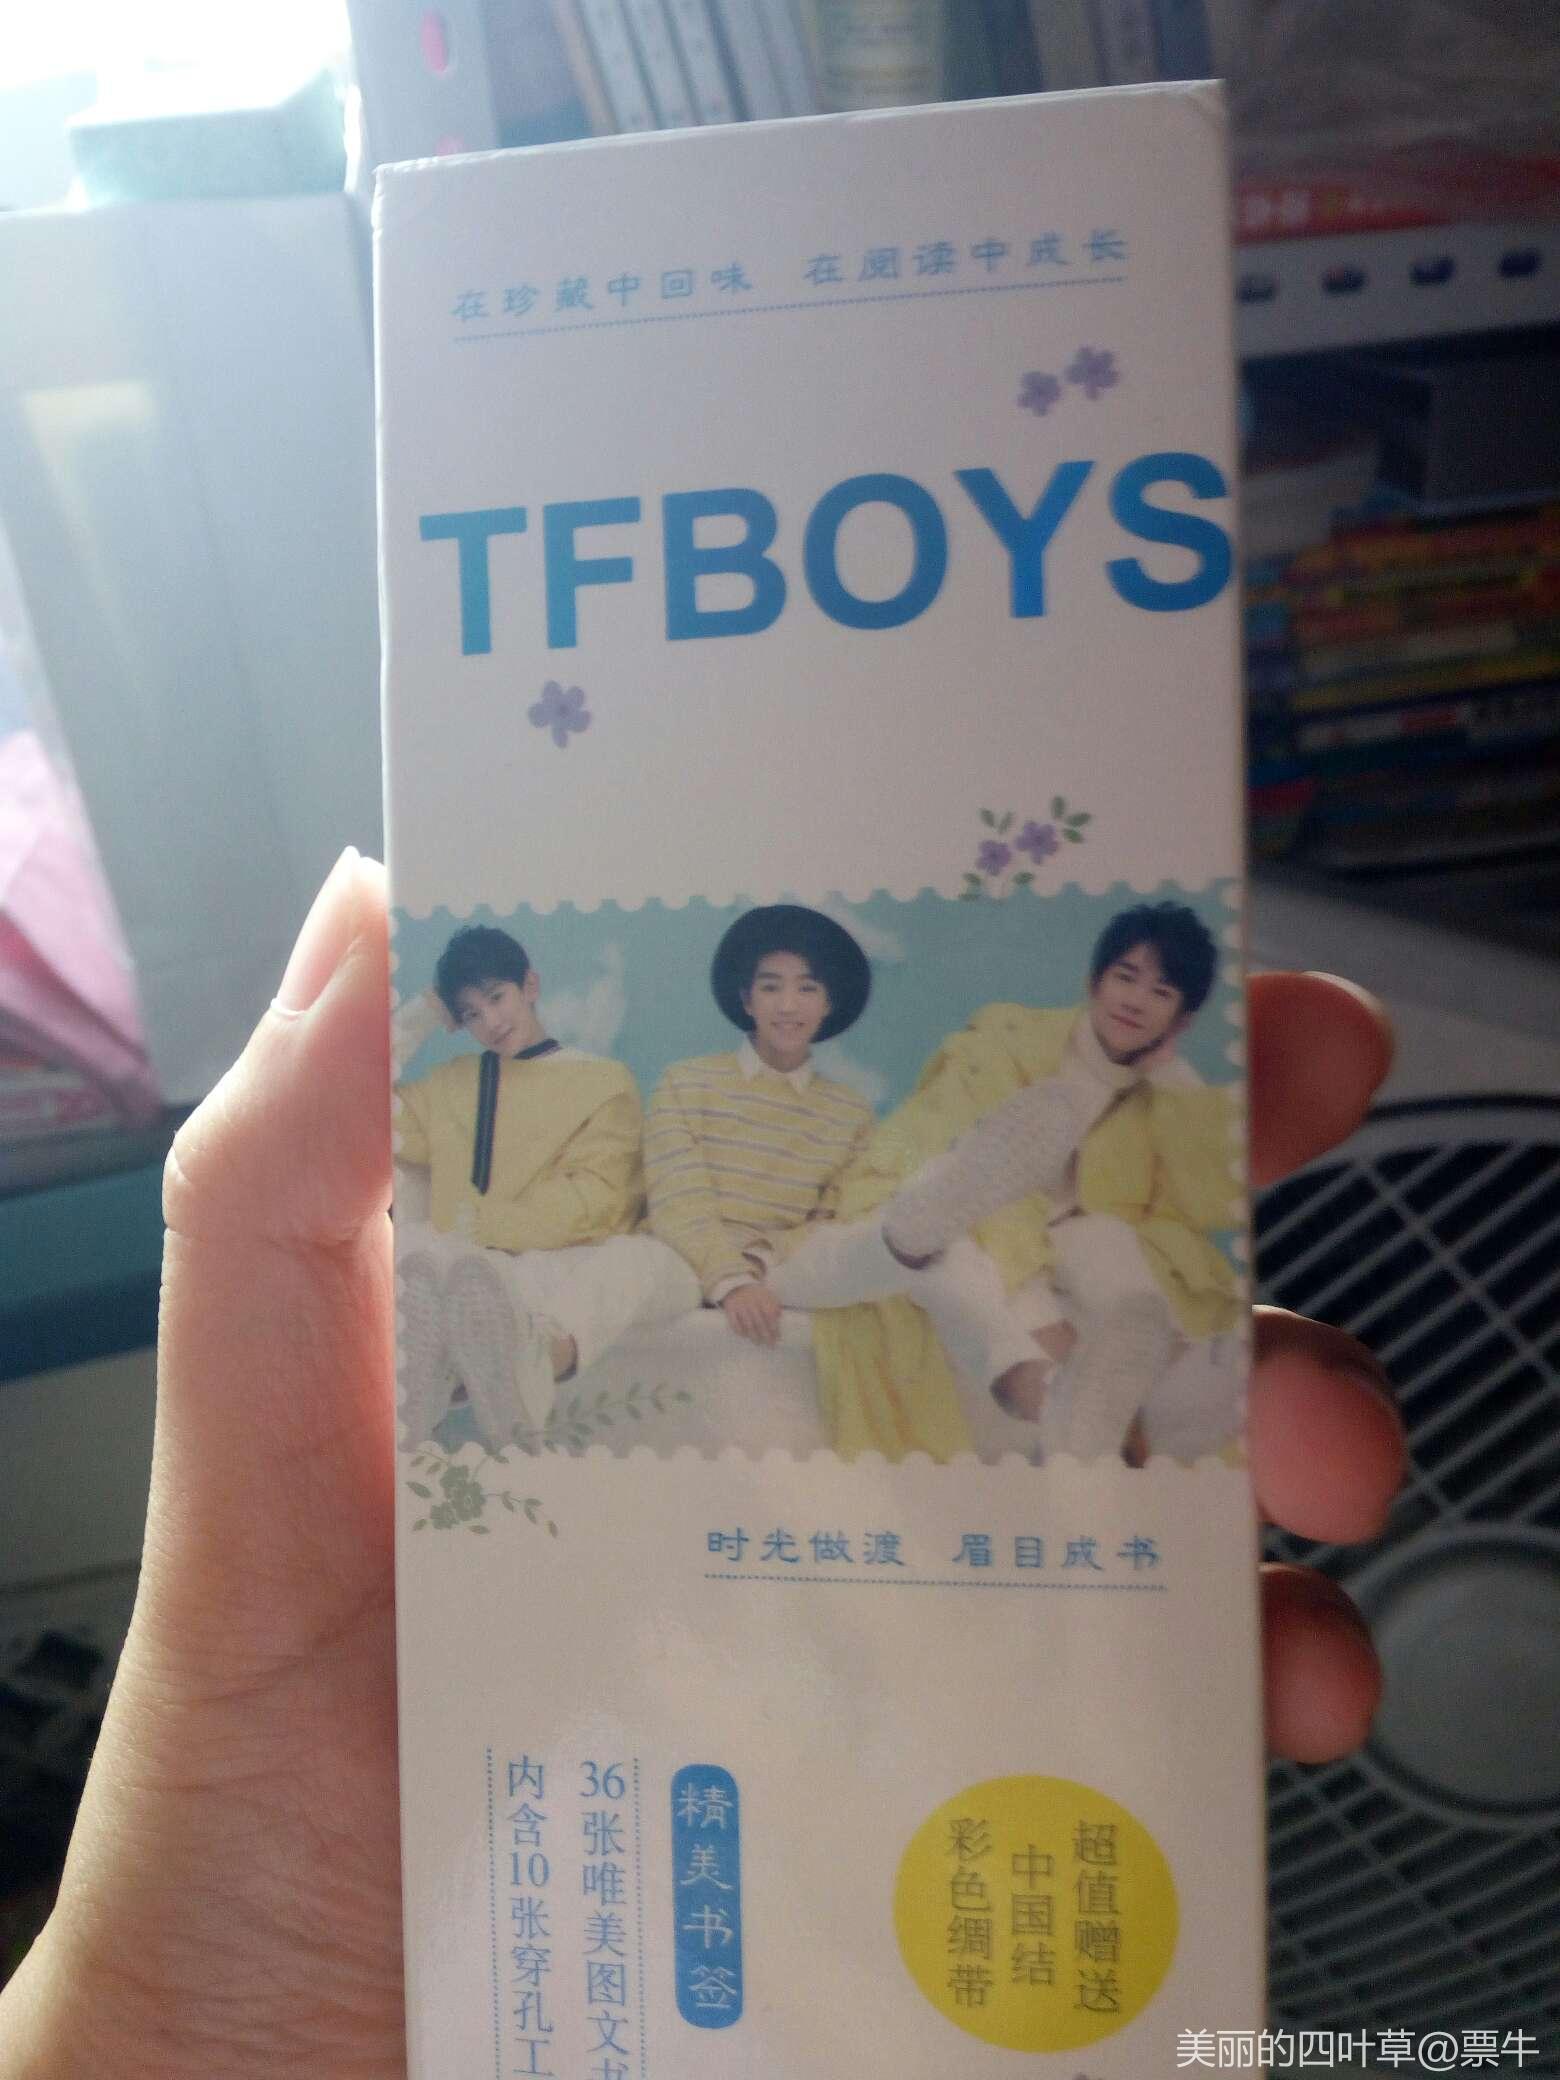 在珍藏中回味 在阅读中成长
TFBOYS
时光做渡 眉目成书
超值赠送
中国结
彩色绸带
精美书签
36张唯美图文书
内含10张穿孔工
美丽的四叶草@票牛